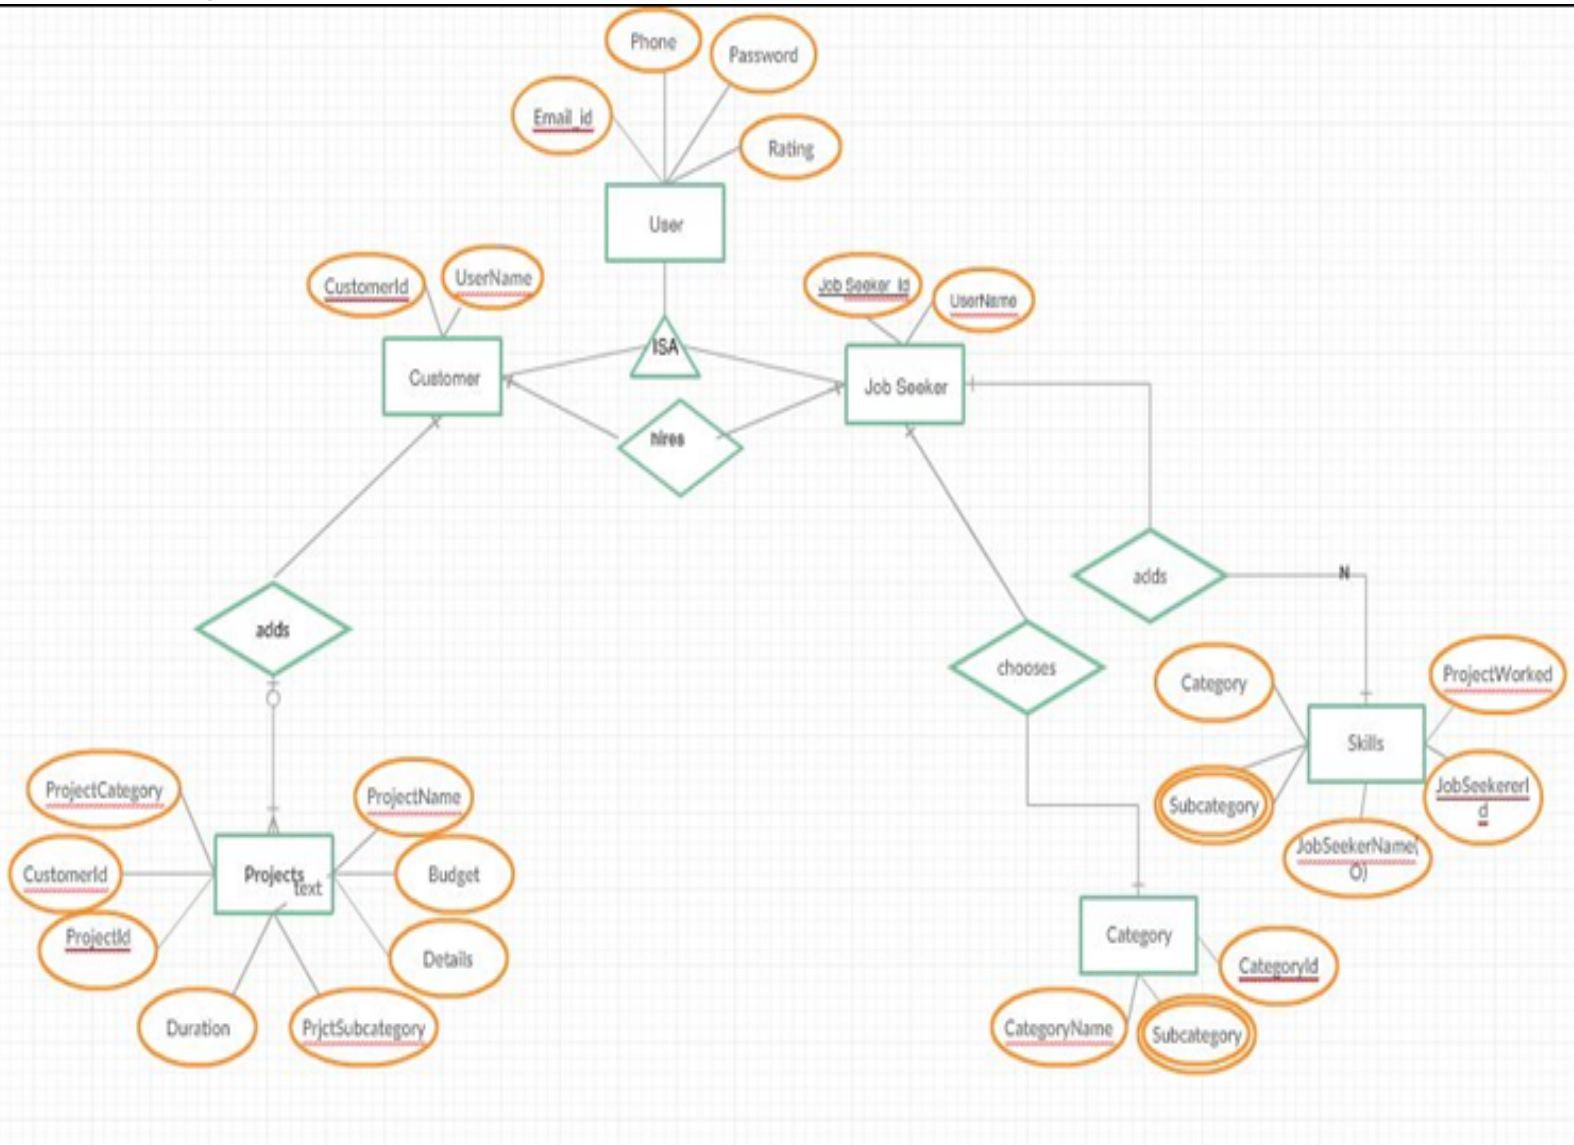 Phone
Password
Email_id
Rating
User
CustomerId
UserName
Job Seeker_Id
UserName
ISA
Customer
Job Seeker
hires
adds
N
adds
chooses
Category
ProjectWorked
Skills
Subcategory
JobSeekererI
d
JobSeekerName(
O)
ProjectCategory
ProjectName
CustomerId
Projects
text
Budget
ProjectId
Details
Duration
PrjctSubcategory
Category
CategoryId
CategoryName
Subcategory